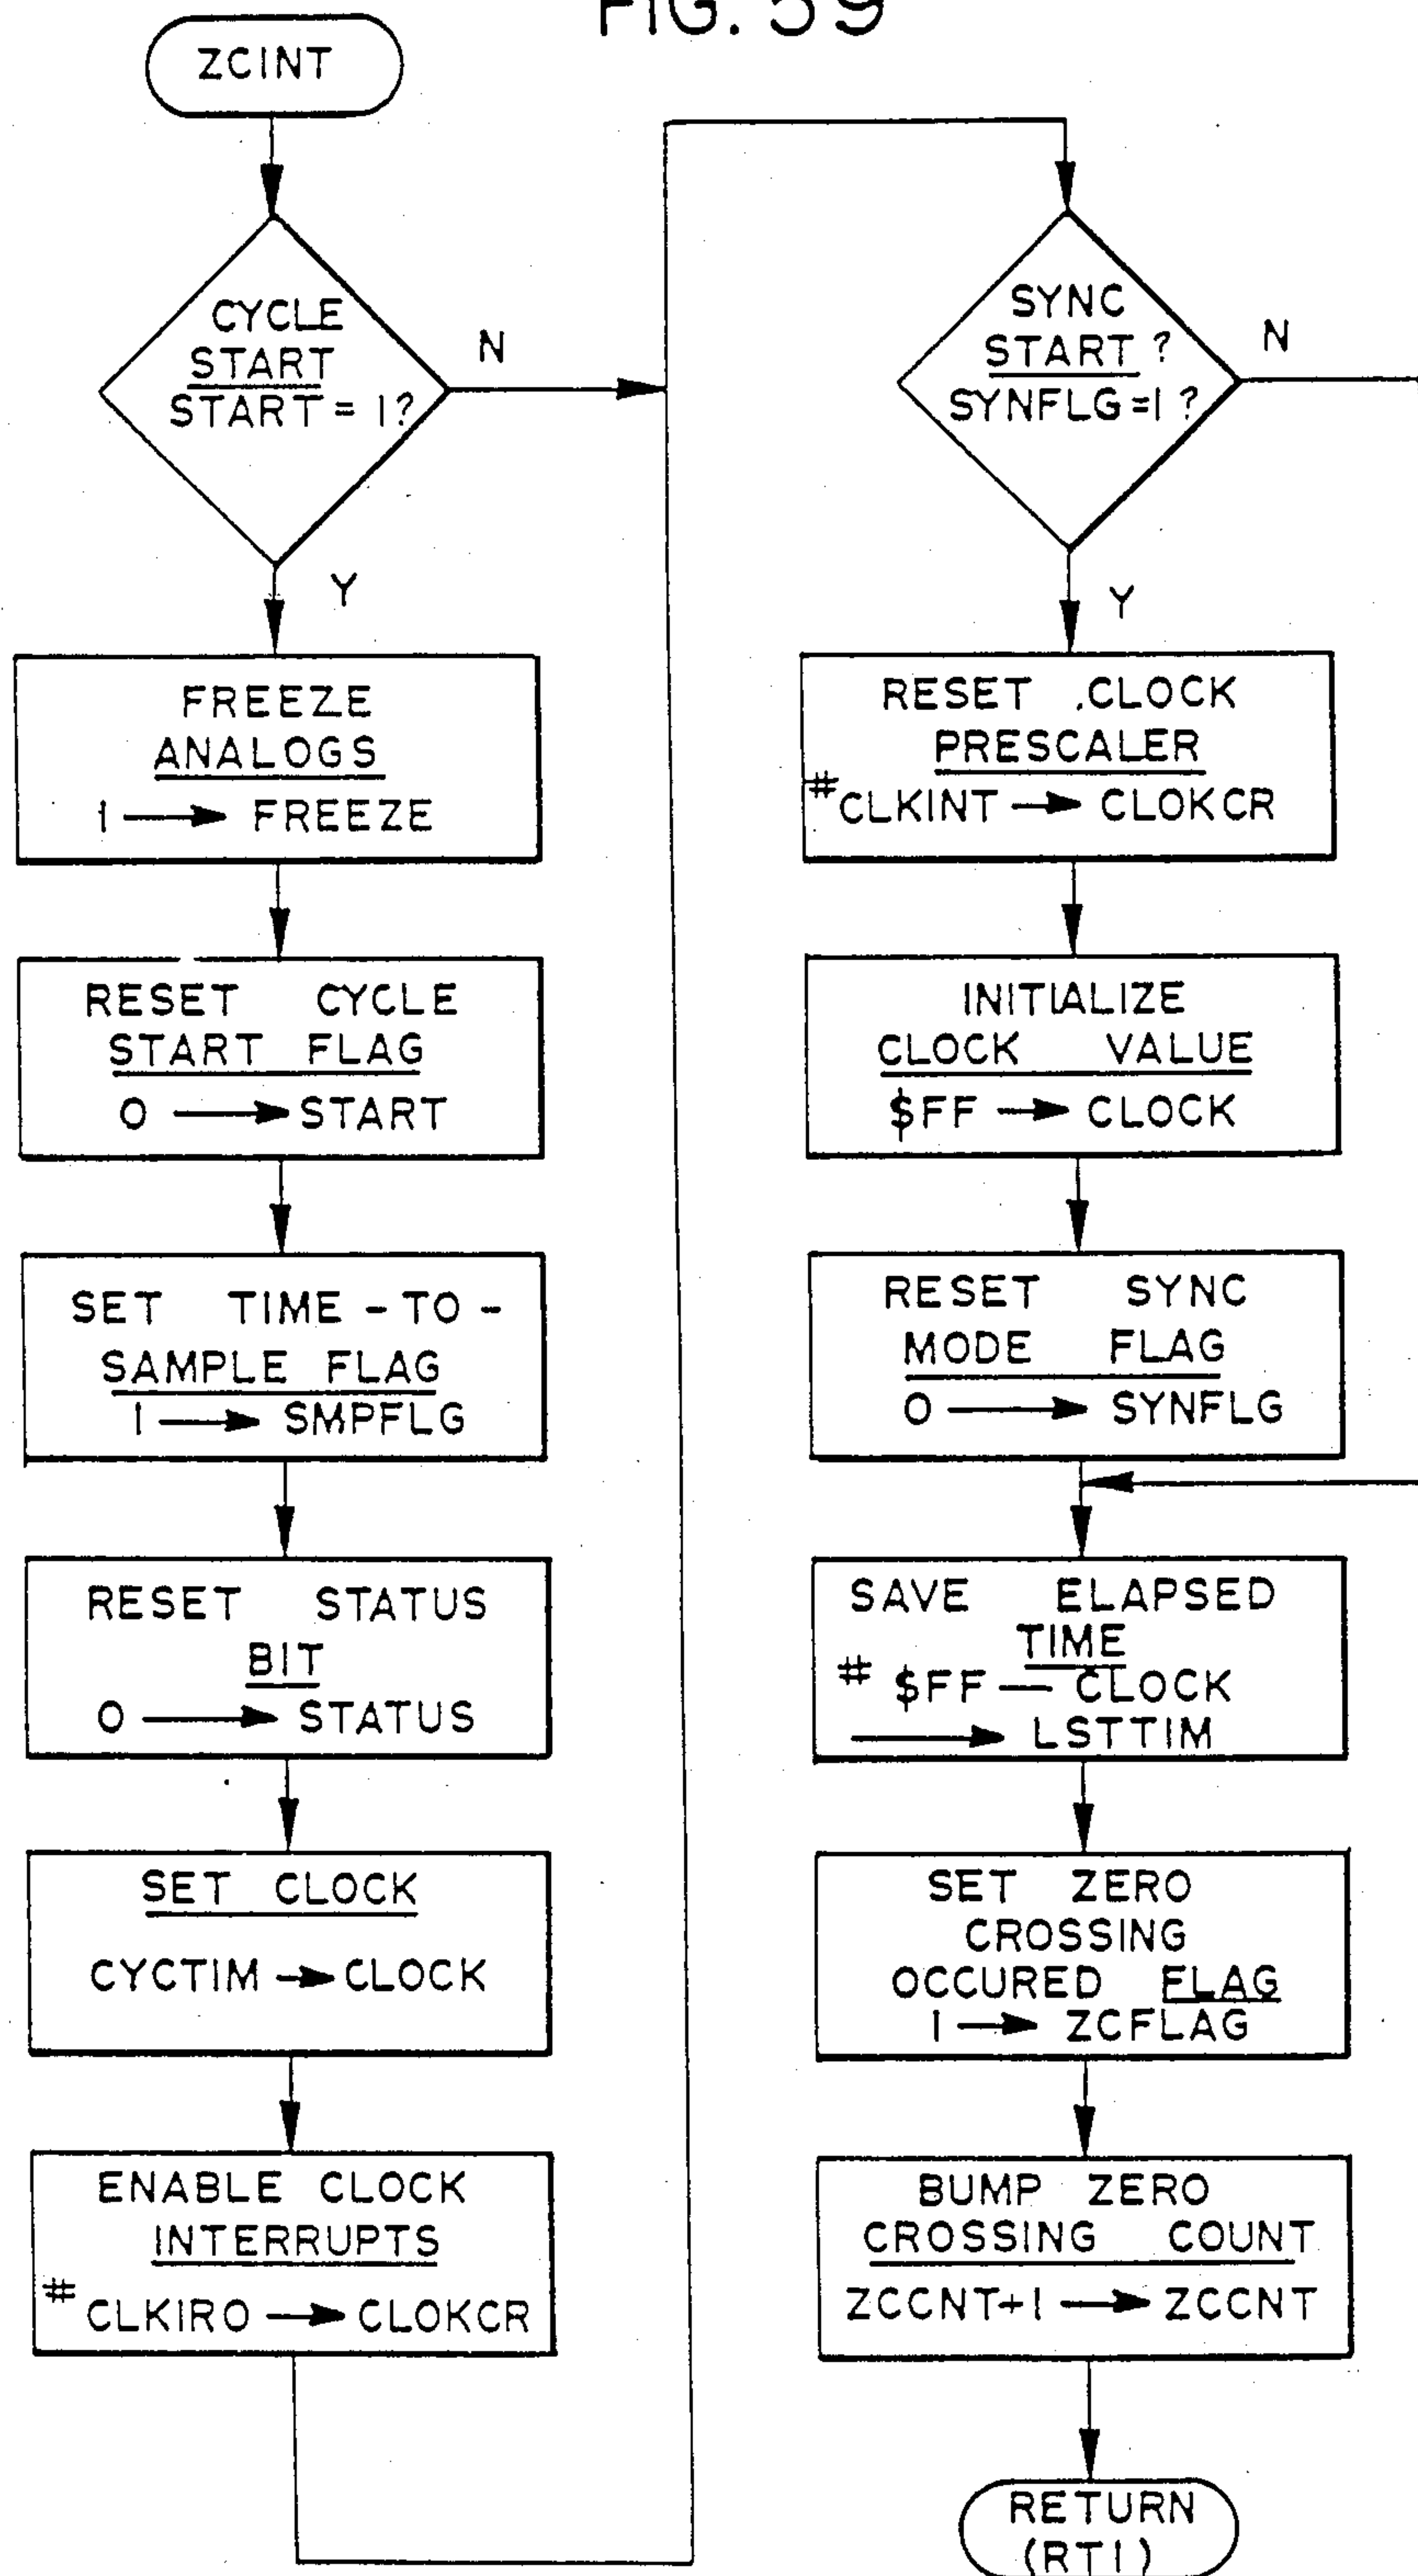 FIG. 59
ZCINT
CYCLE
START
START = 1?
N
Y
FREEZE
ANALOGS
1 → FREEZE
RESET CYCLE
START FLAG
0 → START
SET TIME - TO -
SAMPLE FLAG
1 → SMPFLG
RESET STATUS
BIT
0 → STATUS
SET CLOCK
CYCTIM → CLOCK
ENABLE CLOCK
INTERRUPTS
# CLKIRO → CLOKCR
SYNC
START ?
SYNFLG = 1 ?
N
Y
RESET CLOCK
PRESCALER
# CLKINT → CLOKCR
INITIALIZE
CLOCK VALUE
$FF → CLOCK
RESET SYNC
MODE FLAG
0 → SYNFLG
SAVE ELAPSED
TIME
# $FF — CLOCK
→ LSTTIM
SET ZERO
CROSSING
OCCURED FLAG
1 → ZCFLAG
BUMP ZERO
CROSSING COUNT
ZCCNT+1 → ZCCNT
RETURN
(RTI)